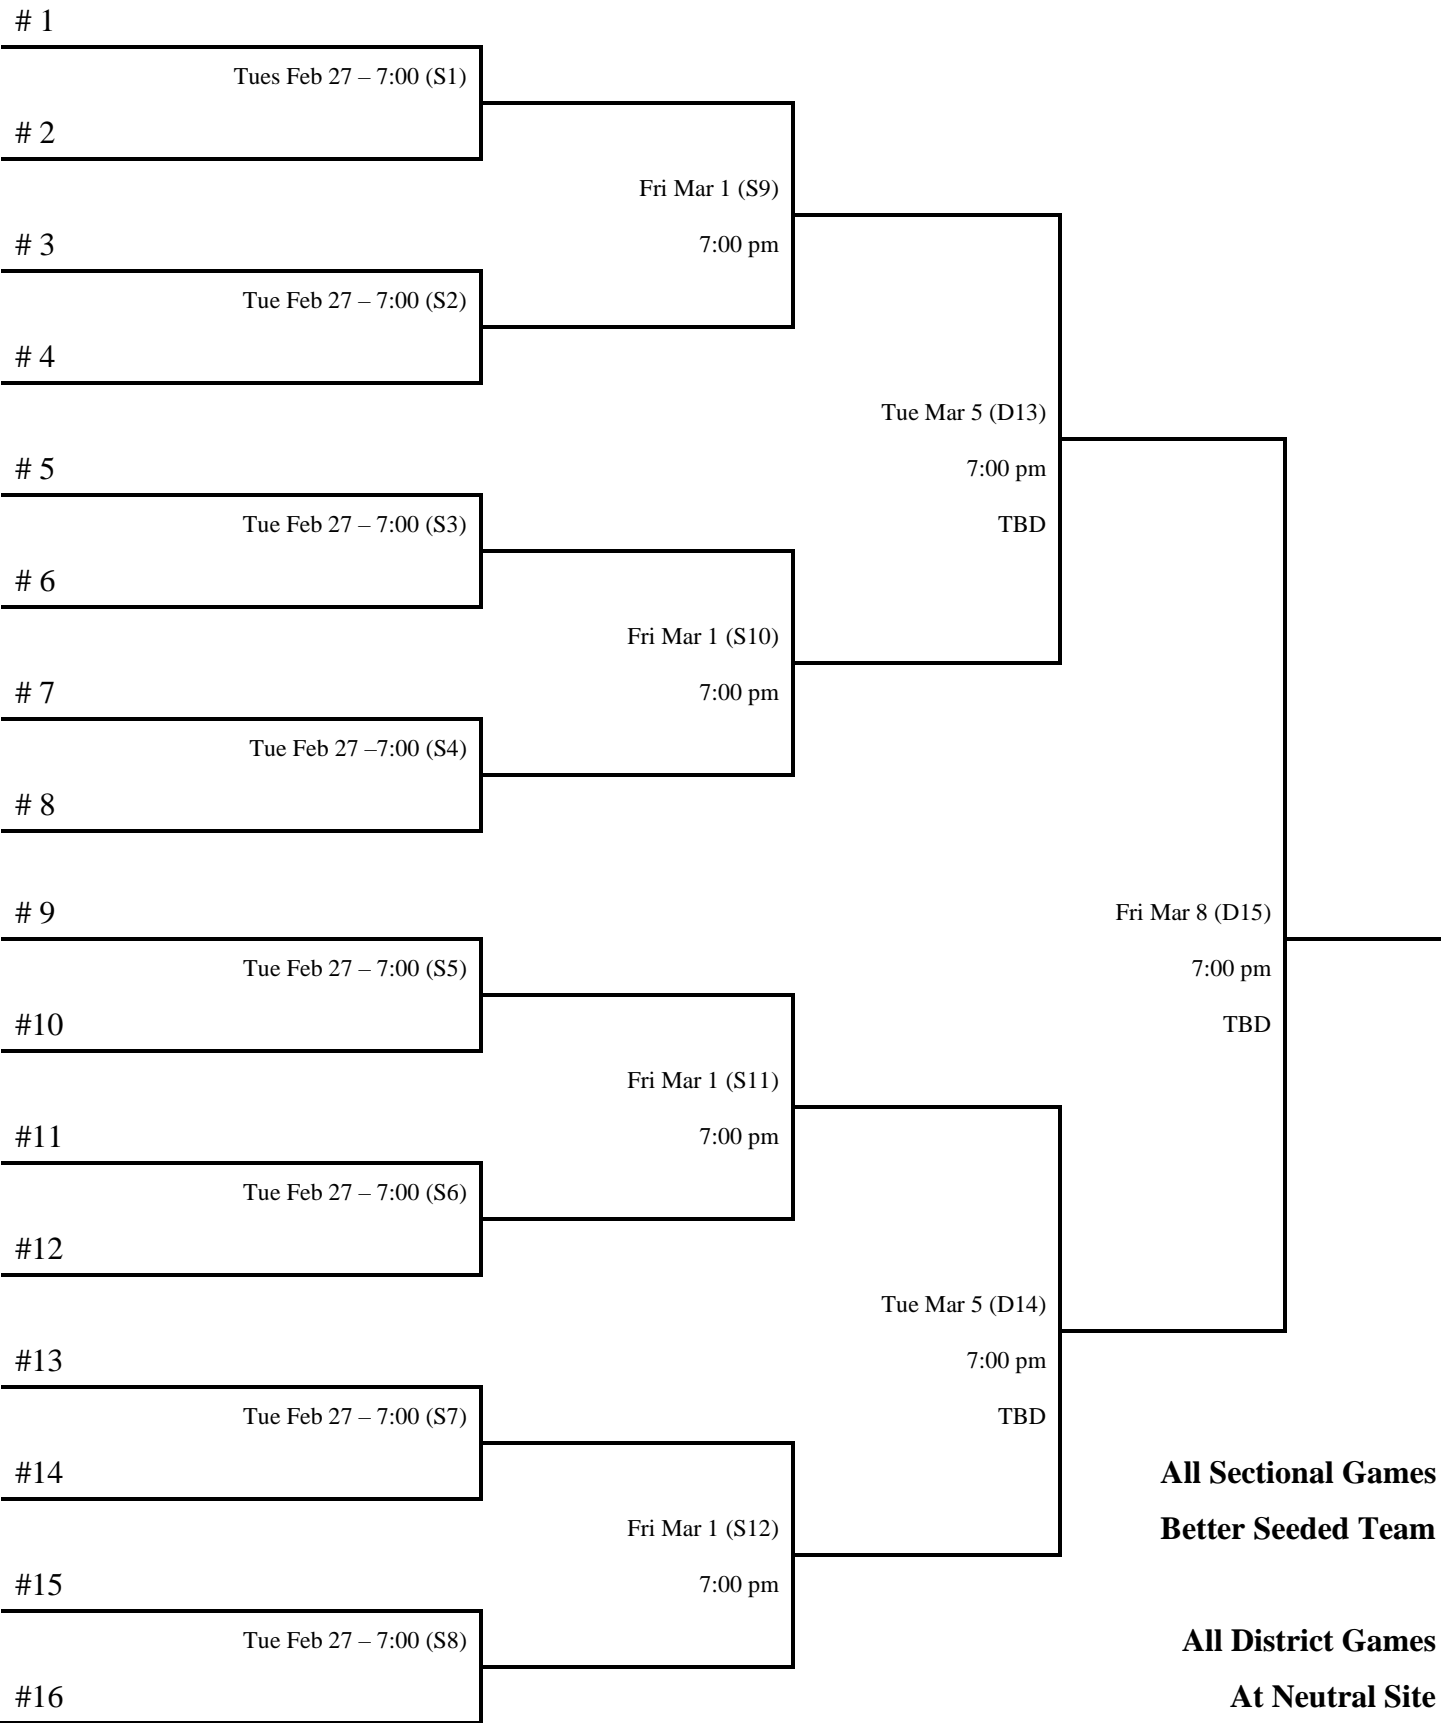 # 1
Tues Feb 27 – 7:00 (S1)
# 2
Fri Mar 1 (S9)
# 3
7:00 pm
Tue Feb 27 – 7:00 (S2)
# 4
Tue Mar 5 (D13)
# 5
7:00 pm
Tue Feb 27 – 7:00 (S3)
TBD
# 6
Fri Mar 1 (S10)
# 7
7:00 pm
Tue Feb 27 –7:00 (S4)
# 8
# 9
Fri Mar 8 (D15)
Tue Feb 27 – 7:00 (S5)
7:00 pm
#10
TBD
Fri Mar 1 (S11)
#11
7:00 pm
Tue Feb 27 – 7:00 (S6)
#12
Tue Mar 5 (D14)
#13
7:00 pm
Tue Feb 27 – 7:00 (S7)
TBD
#14
All Sectional Games
Fri Mar 1 (S12)
Better Seeded Team
#15
7:00 pm
Tue Feb 27 – 7:00 (S8)
All District Games
#16
At Neutral Site